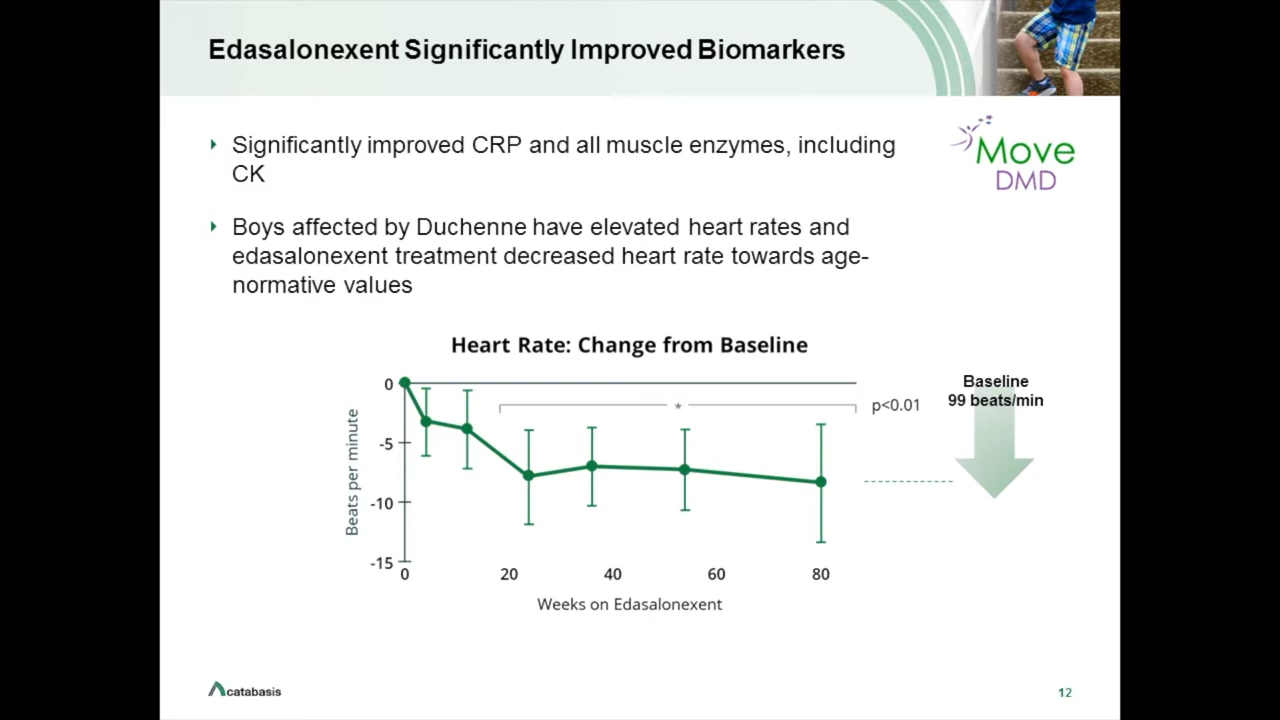 Edasalonexent Significantly Improved Biomarkers
Significantly improved CRP and all muscle enzymes, including
CK
Move
DMD
Boys affected by Duchenne have elevated heart rates and
edasalonexent treatment decreased heart rate towards age-
normative values
Heart Rate: Change from Baseline
Beats per minute
0
-5
-10
-15
*
p<0.01
Baseline
99 beats/min
0 20 40 60 80
Weeks on Edasalonexent
catabasis
12